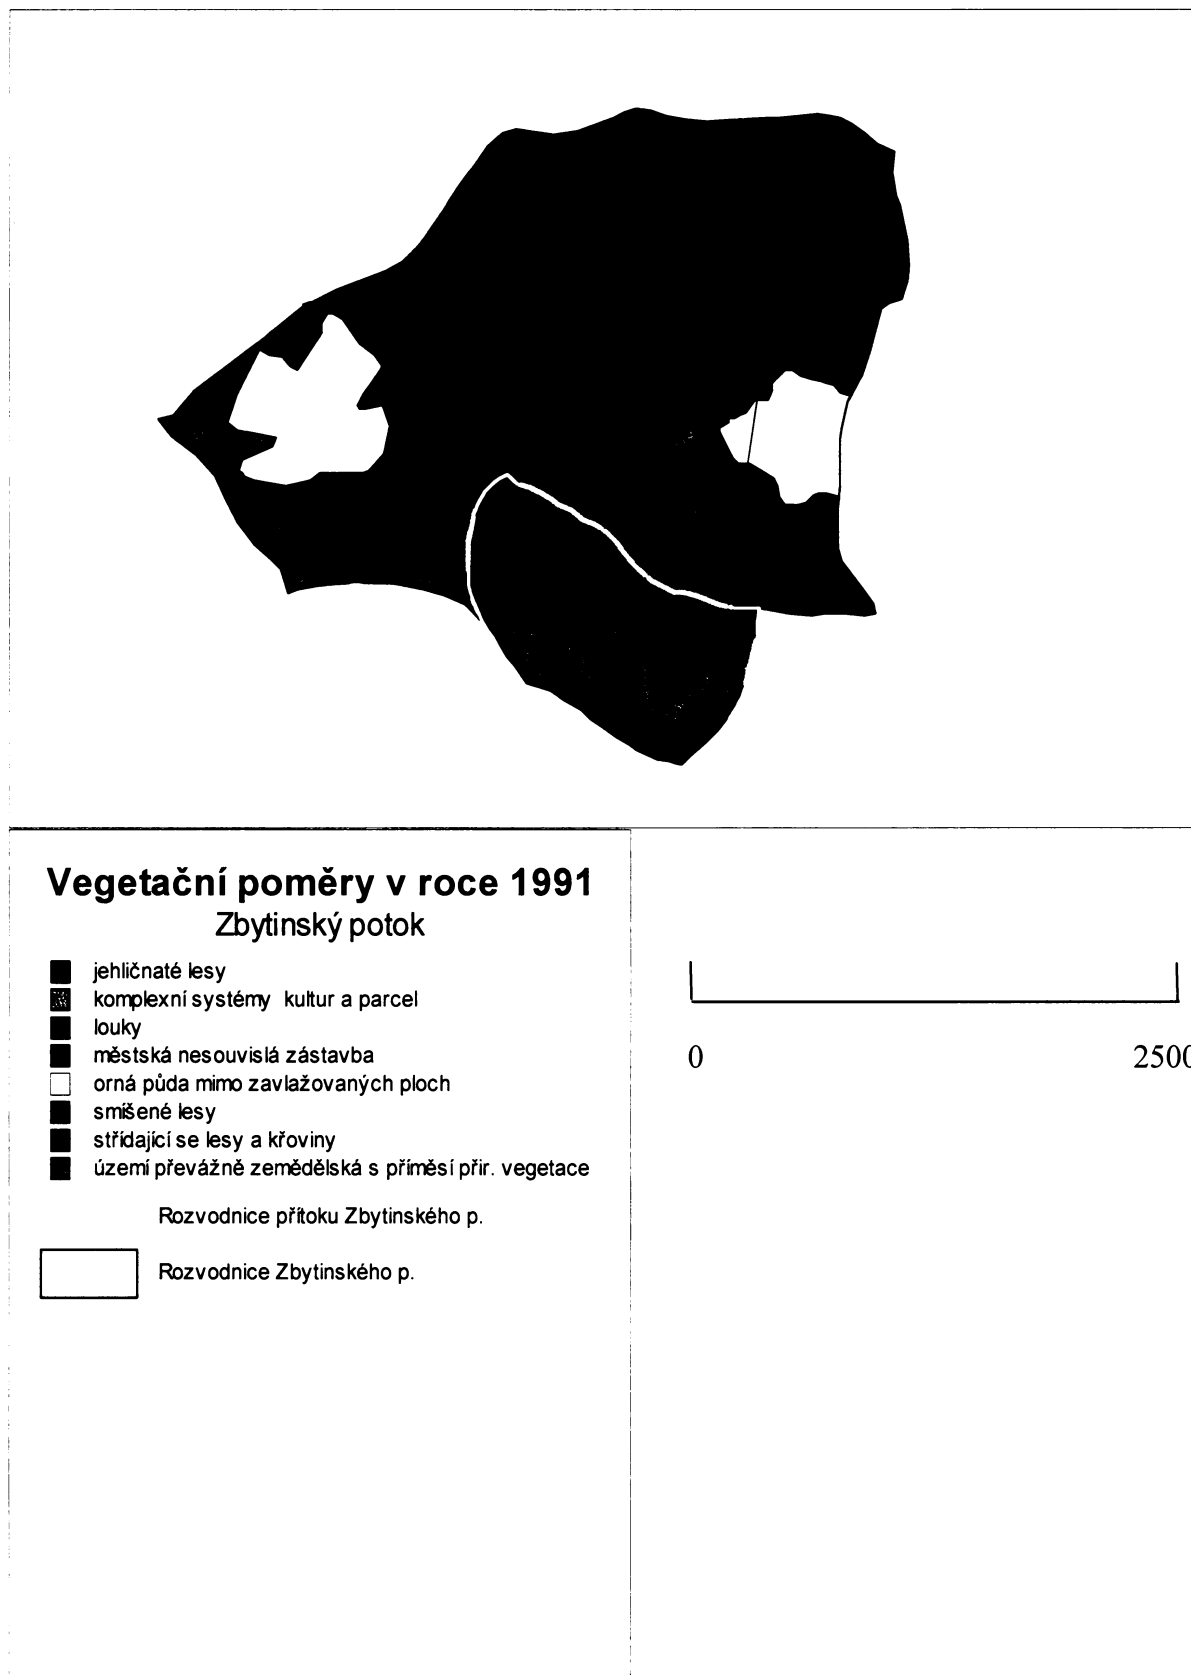 Vegetační poměry v roce 1991
Zbytinský potok
jehličnaté lesy
komplexní systémy kultur a parcel
louky
městská nesouvislá zástavba
orná půda mimo zavlažovaných ploch
smíšené lesy
střídající se lesy a křoviny
území převážně zemědělská s příměsí přir. vegetace
Rozvodnice přítoku Zbytinského p.
Rozvodnice Zbytinského p.
0 2500